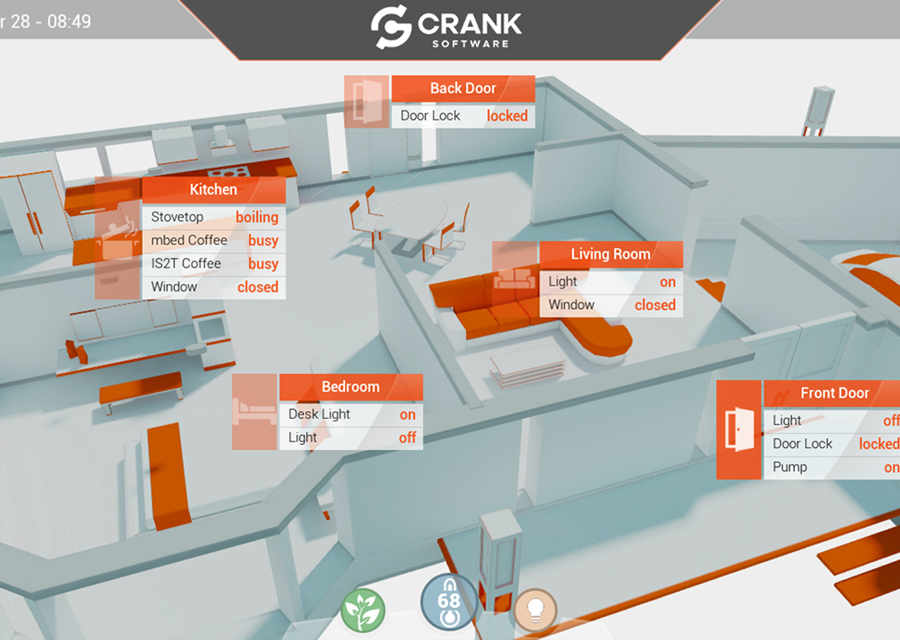 r 28 - 08:49
CRANK
SOFTWARE
Back Door
Door Lock locked
Kitchen
Stovetop boiling
mbed Coffee busy
IS2T Coffee busy
Window closed
Living Room
Light on
Window closed
Bedroom
Desk Light on
Light off
Front Door
Light off
Door Lock locked
Pump on
68